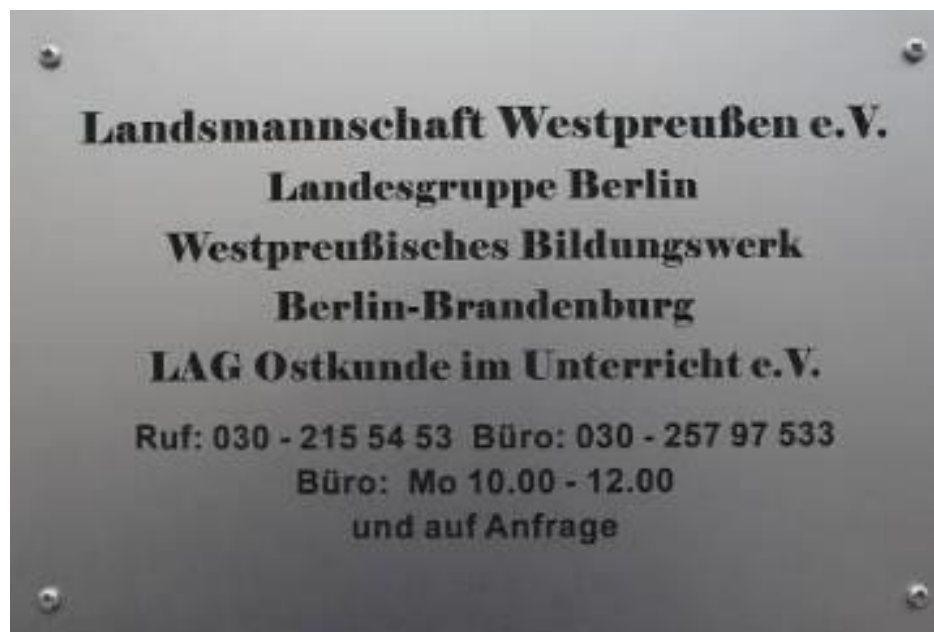 Landsmannschaft Westpreußen e.V.
Landesgruppe Berlin
Westpreußisches Bildungswerk
Berlin-Brandenburg
LAG Ostkunde im Unterricht e.V.
Ruf: 030 - 215 54 53 Büro: 030 - 257 97 533
Büro: Mo 10.00 - 12.00
und auf Anfrage